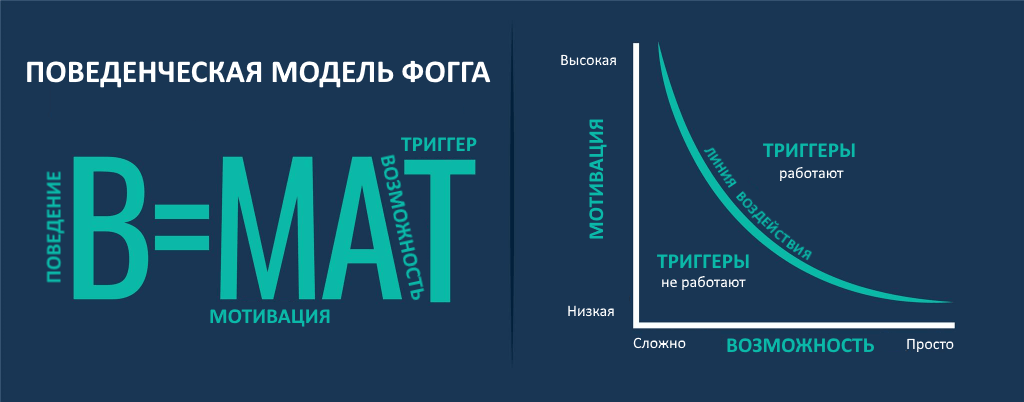 ПОВЕДЕНЧЕСКАЯ МОДЕЛЬ ФОГГА
ТРИГГЕР
ПОВЕДЕНИЕ
B=MAT
ВОЗМОЖНОСТЬ
МОТИВАЦИЯ
Высокая
МОТИВАЦИЯ
Низкая
ЛИНИЯ ВОЗДЕЙСТВИЯ
ТРИГГЕРЫ
работают
ТРИГГЕРЫ
не работают
Сложно
ВОЗМОЖНОСТЬ
Просто